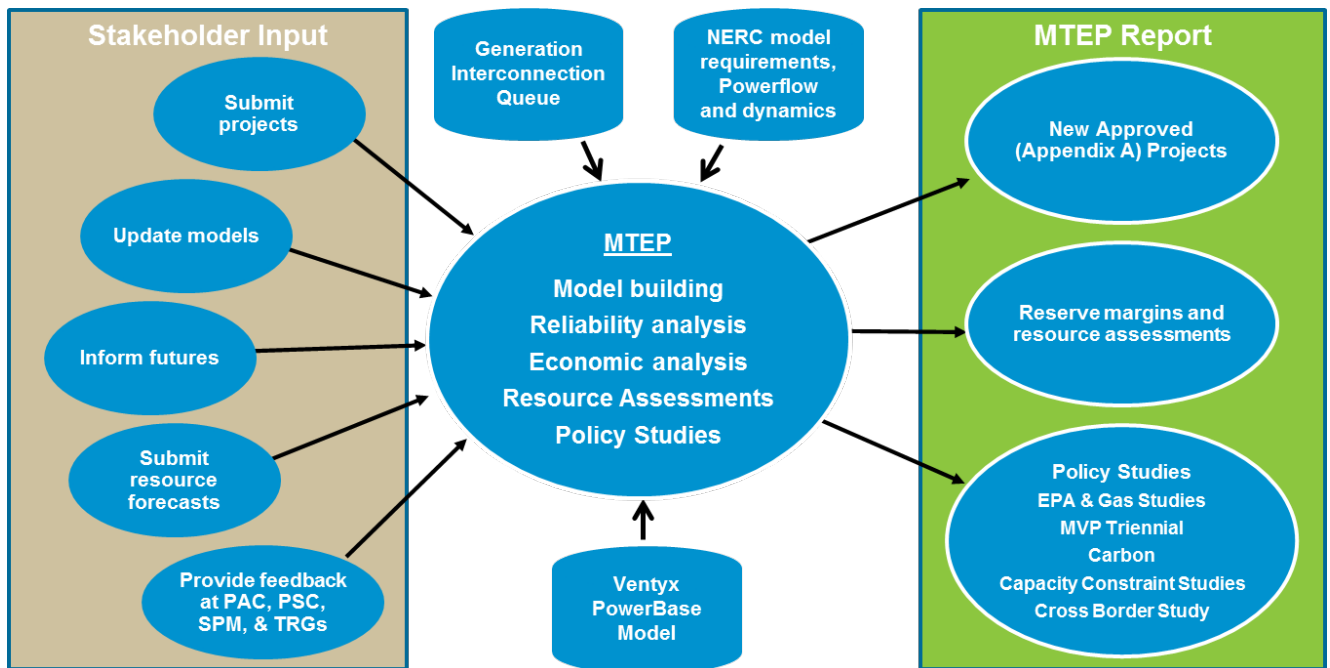 Stakeholder Input
Submit
projects
Update models
Inform futures
Submit
resource
forecasts
Provide feedback
at PAC, PSC,
SPM, & TRGs
Generation
Interconnection
Queue
NERC model
requirements,
Powerflow
and dynamics
MTEP
Model building
Reliability analysis
Economic analysis
Resource Assessments
Policy Studies
Ventyx
PowerBase
Model
MTEP Report
New Approved
(Appendix A) Projects
Reserve margins and
resource assessments
Policy Studies
EPA & Gas Studies
MVP Triennial
Carbon
Capacity Constraint Studies
Cross Border Study